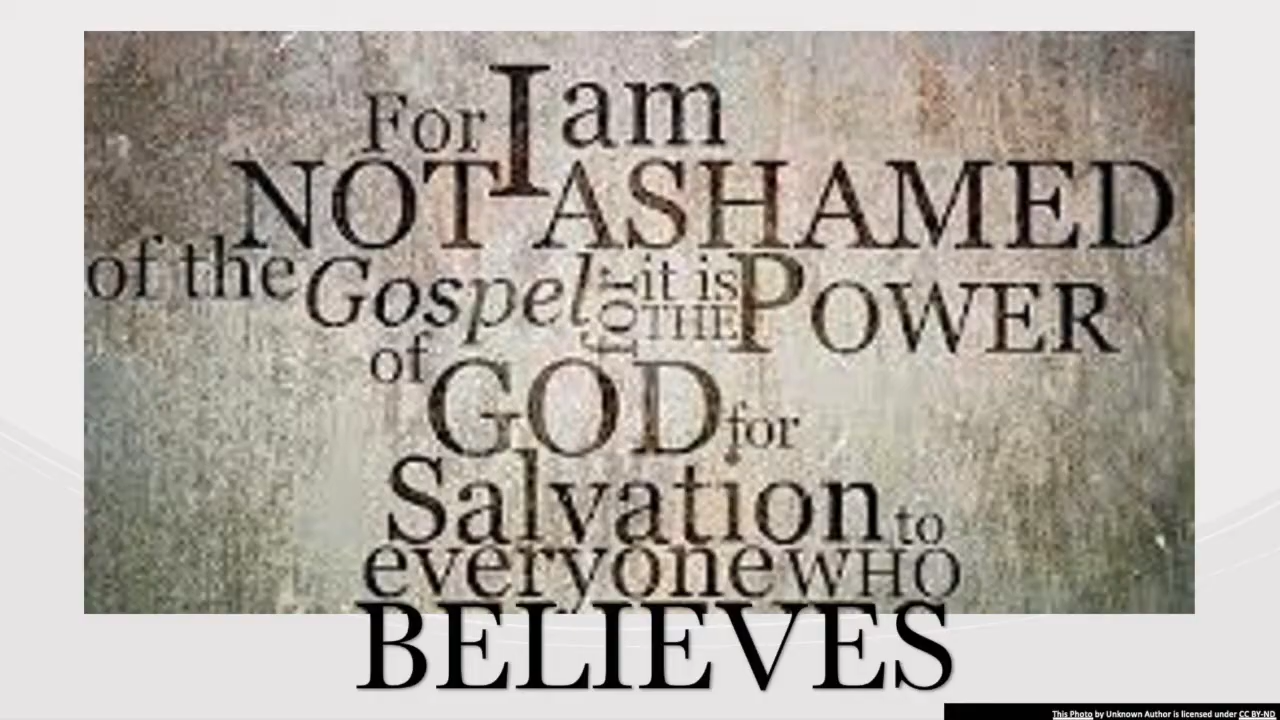 For I am
NOT ASHAMED
of the Gospel for it is THE POWER
of GOD for
Salvation to
everyone WHO
BELIEVES
This Photo by Unknown Author is licensed under CC BY-ND